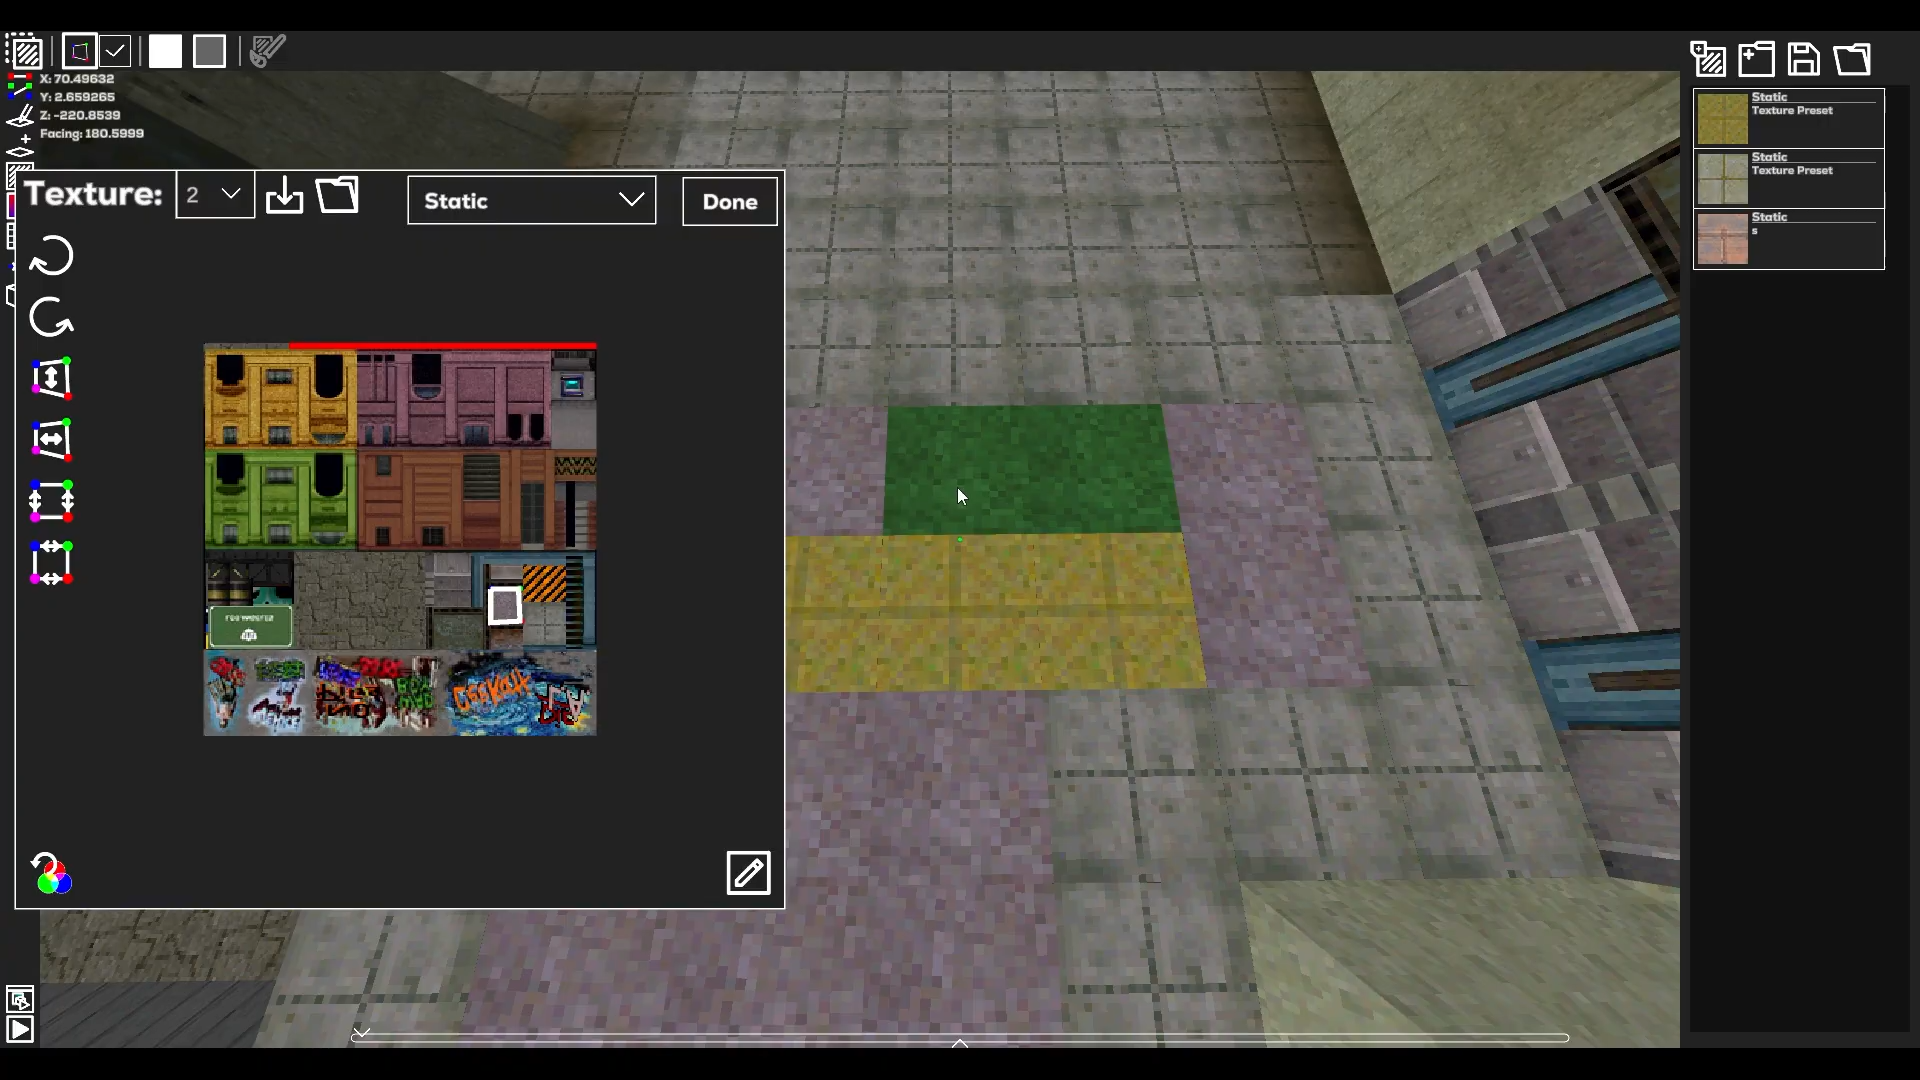 X: 70.49632
Y: 2.659265
Z: -220.8539
Facing: 180.5999
Texture:
2
Static
Done
Static
Texture Preset
Static
Texture Preset
Static
s